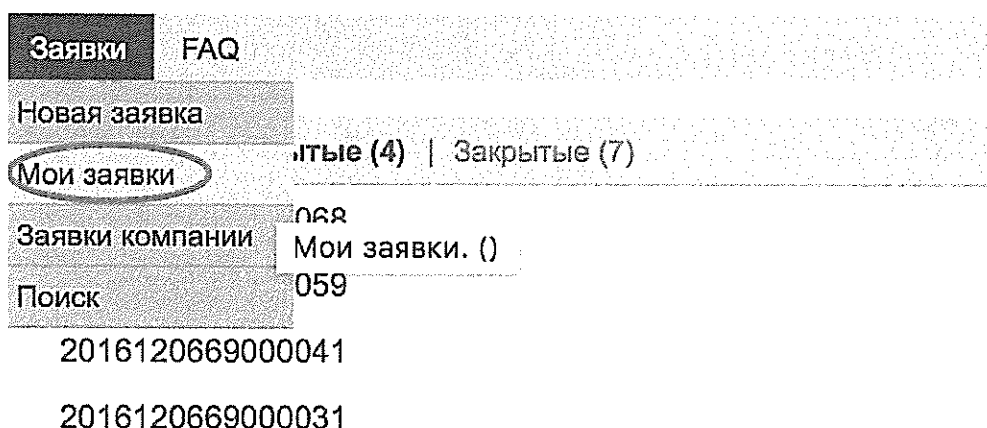 Заявки FAQ
Новая заявка
ытые (4) | Закрытые (7)
Мои заявки
068
Заявки компании
Мои заявки. ()
059
Поиск
2016120669000041
2016120669000031